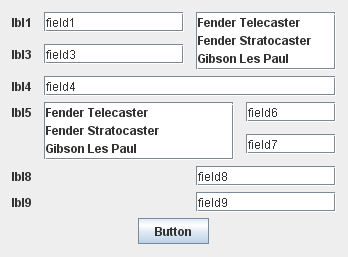 lbl1 field1
Fender Telecaster
Fender Stratocaster
Gibson Les Paul
lbl3 field3
lbl4 field4
lbl5
Fender Telecaster
Fender Stratocaster
Gibson Les Paul
field6
field7
lbl8 field8
lbl9 field9
Button